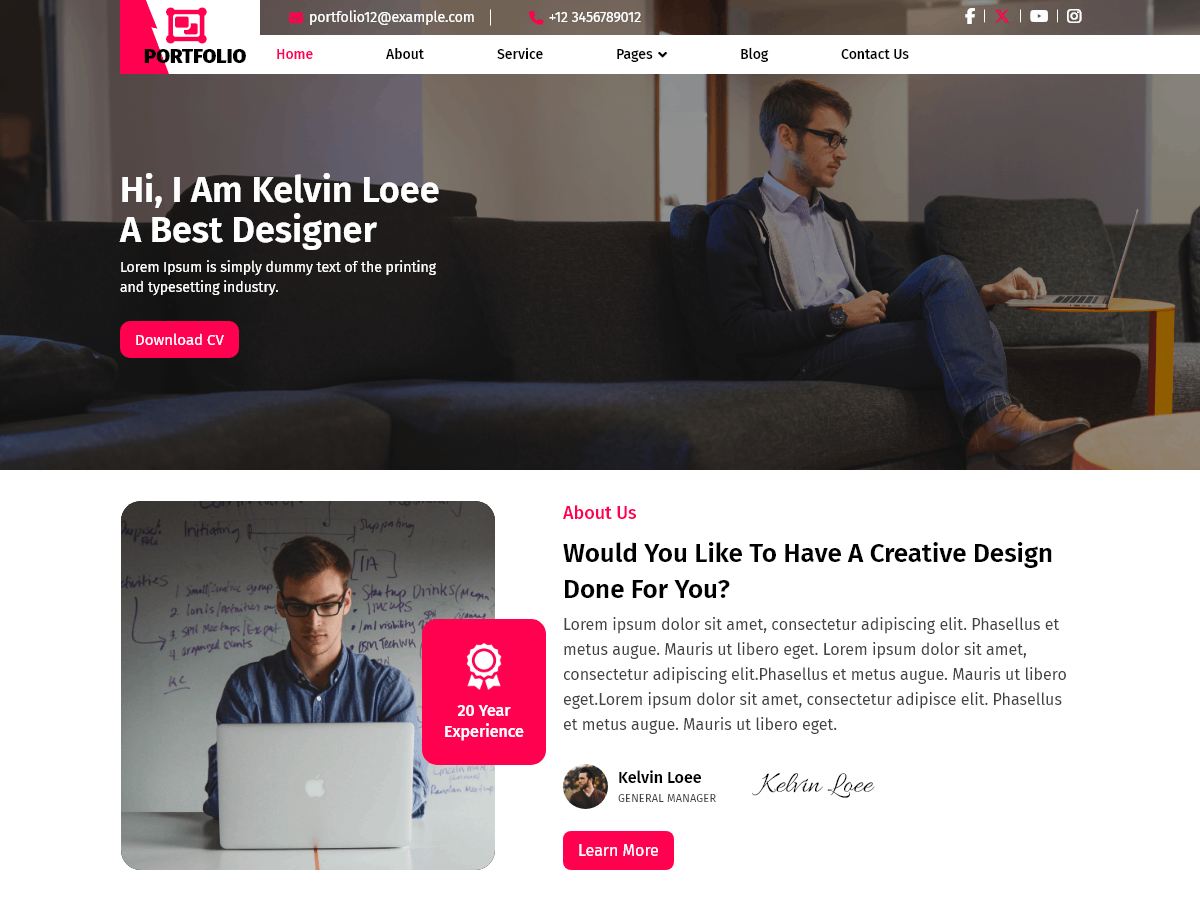 portfolio12@example.com
+12 3456789012
PORTFOLIO
Home
About
Service
Pages
Blog
Contact Us
Hi, I Am Kelvin Loee
A Best Designer
Lorem Ipsum is simply dummy text of the printing
and typesetting industry.
Download CV
Initiating
Supporting
[IA]
20 Year
Experience
About Us
Would You Like To Have A Creative Design
Done For You?
Lorem ipsum dolor sit amet, consectetur adipiscing elit. Phasellus et
metus augue. Mauris ut libero eget. Lorem ipsum dolor sit amet,
consectetur adipiscing elit.Phasellus et metus augue. Mauris ut libero
eget.Lorem ipsum dolor sit amet, consectetur adipisce elit. Phasellus
et metus augue. Mauris ut libero eget.
Kelvin Loee
GENERAL MANAGER
Kelvin Loee
Learn More